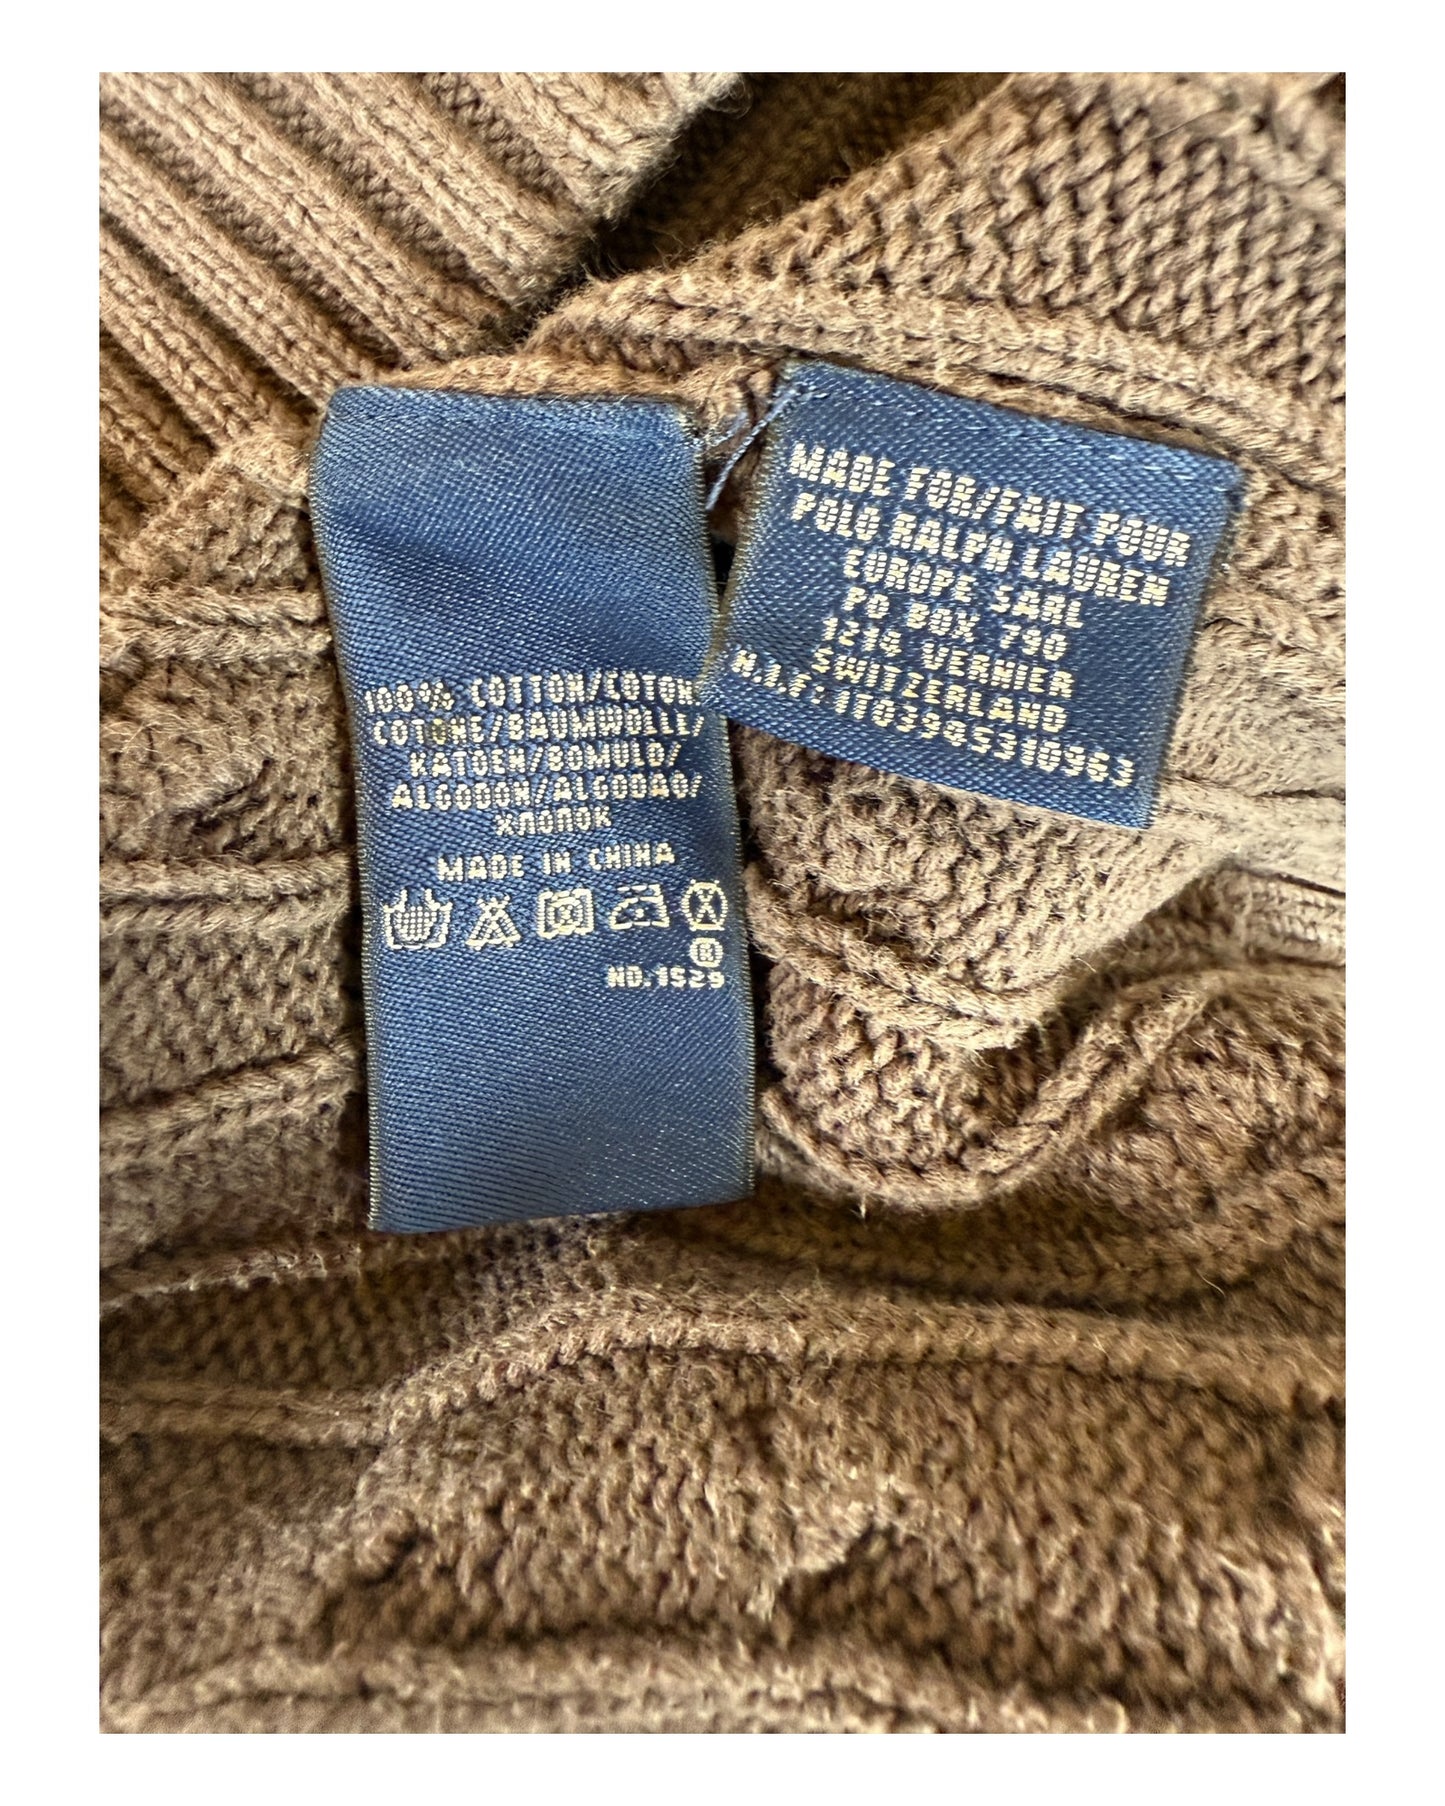 100% COTTON/COTON/
COTONE/BAUMWOLLE/
KATOEN/BOMULD/
ALGODON/ALGODAO/
ХЛОПОК
MADE IN CHINA
R
NO.1529
MADE FOR/FAIT POUR
POLO RALPH LAUREN
EUROPE SARL
PO BOX 790
1214 VERNIER
SWITZERLAND
N.I.F: IT03945310963